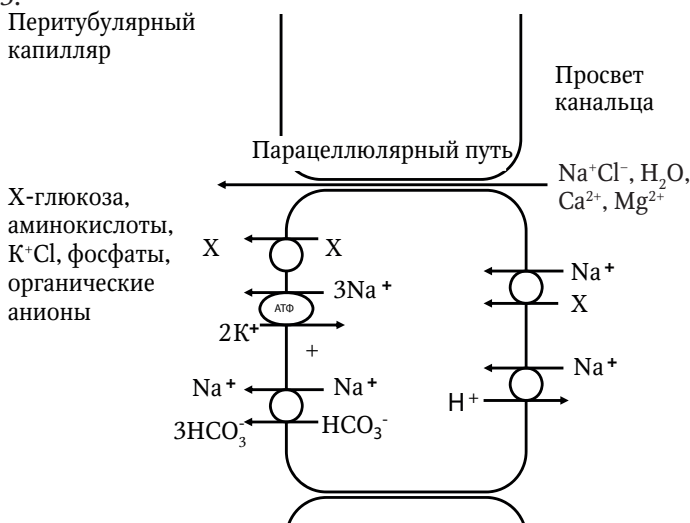 Перитубулярный
капилляр
Просвет
канальца
Парацеллюлярный путь
Na⁺Cl⁻, H₂O,
Ca²⁺, Mg²⁺
Х-глюкоза,
аминокислоты,
K⁺Cl, фосфаты,
органические
анионы
X X
3Na⁺
АТФ
2K⁺
+
Na⁺ Na⁺
3HCO₃⁻ HCO₃⁻
Na⁺
X
Na⁺
H⁺